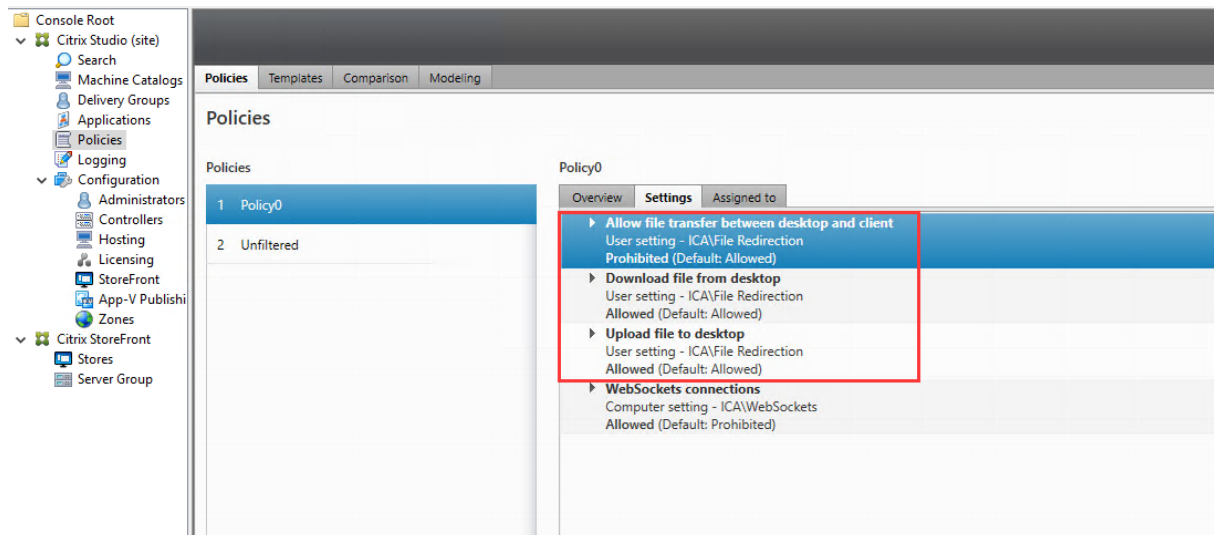 Console Root
Citrix Studio (site)
Search
Machine Catalogs
Delivery Groups
Applications
Policies
Logging
Configuration
Administrators
Controllers
Hosting
Licensing
StoreFront
App-V Publishi
Zones
Citrix StoreFront
Stores
Server Group
Policies Templates Comparison Modeling
Policies
Policies
1 Policy0
2 Unfiltered
Policy0
Overview Settings Assigned to
Allow file transfer between desktop and client
User setting - ICA\File Redirection
Prohibited (Default: Allowed)
Download file from desktop
User setting - ICA\File Redirection
Allowed (Default: Allowed)
Upload file to desktop
User setting - ICA\File Redirection
Allowed (Default: Allowed)
WebSockets connections
Computer setting - ICA\WebSockets
Allowed (Default: Prohibited)